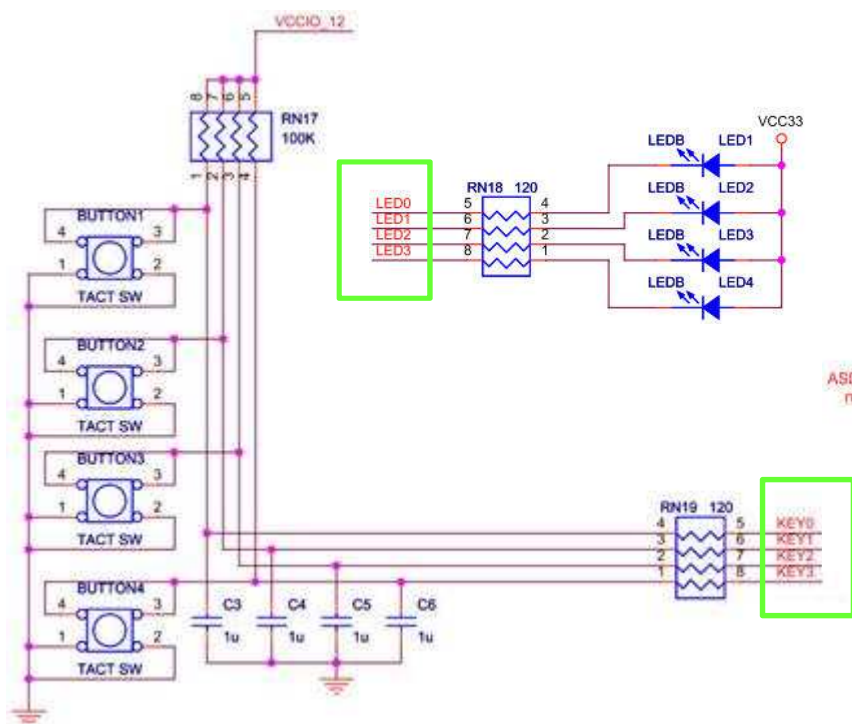 VCCIO_12
8 7 6 5
RN17
100K
1 2 3 4
BUTTON1
4 3
1 2
TACT SW
BUTTON2
4 3
1 2
TACT SW
BUTTON3
4 3
1 2
TACT SW
BUTTON4
4 3
1 2
TACT SW
C3 C4 C5 C6
1u 1u 1u 1u
RN18 120
LED0 5 4
LED1 6 3
LED2 7 2
LED3 8 1
VCC33
LEDB LED1
LEDB LED2
LEDB LED3
LEDB LED4
RN19 120
4 5 KEY0
3 6 KEY1
2 7 KEY2
1 8 KEY3